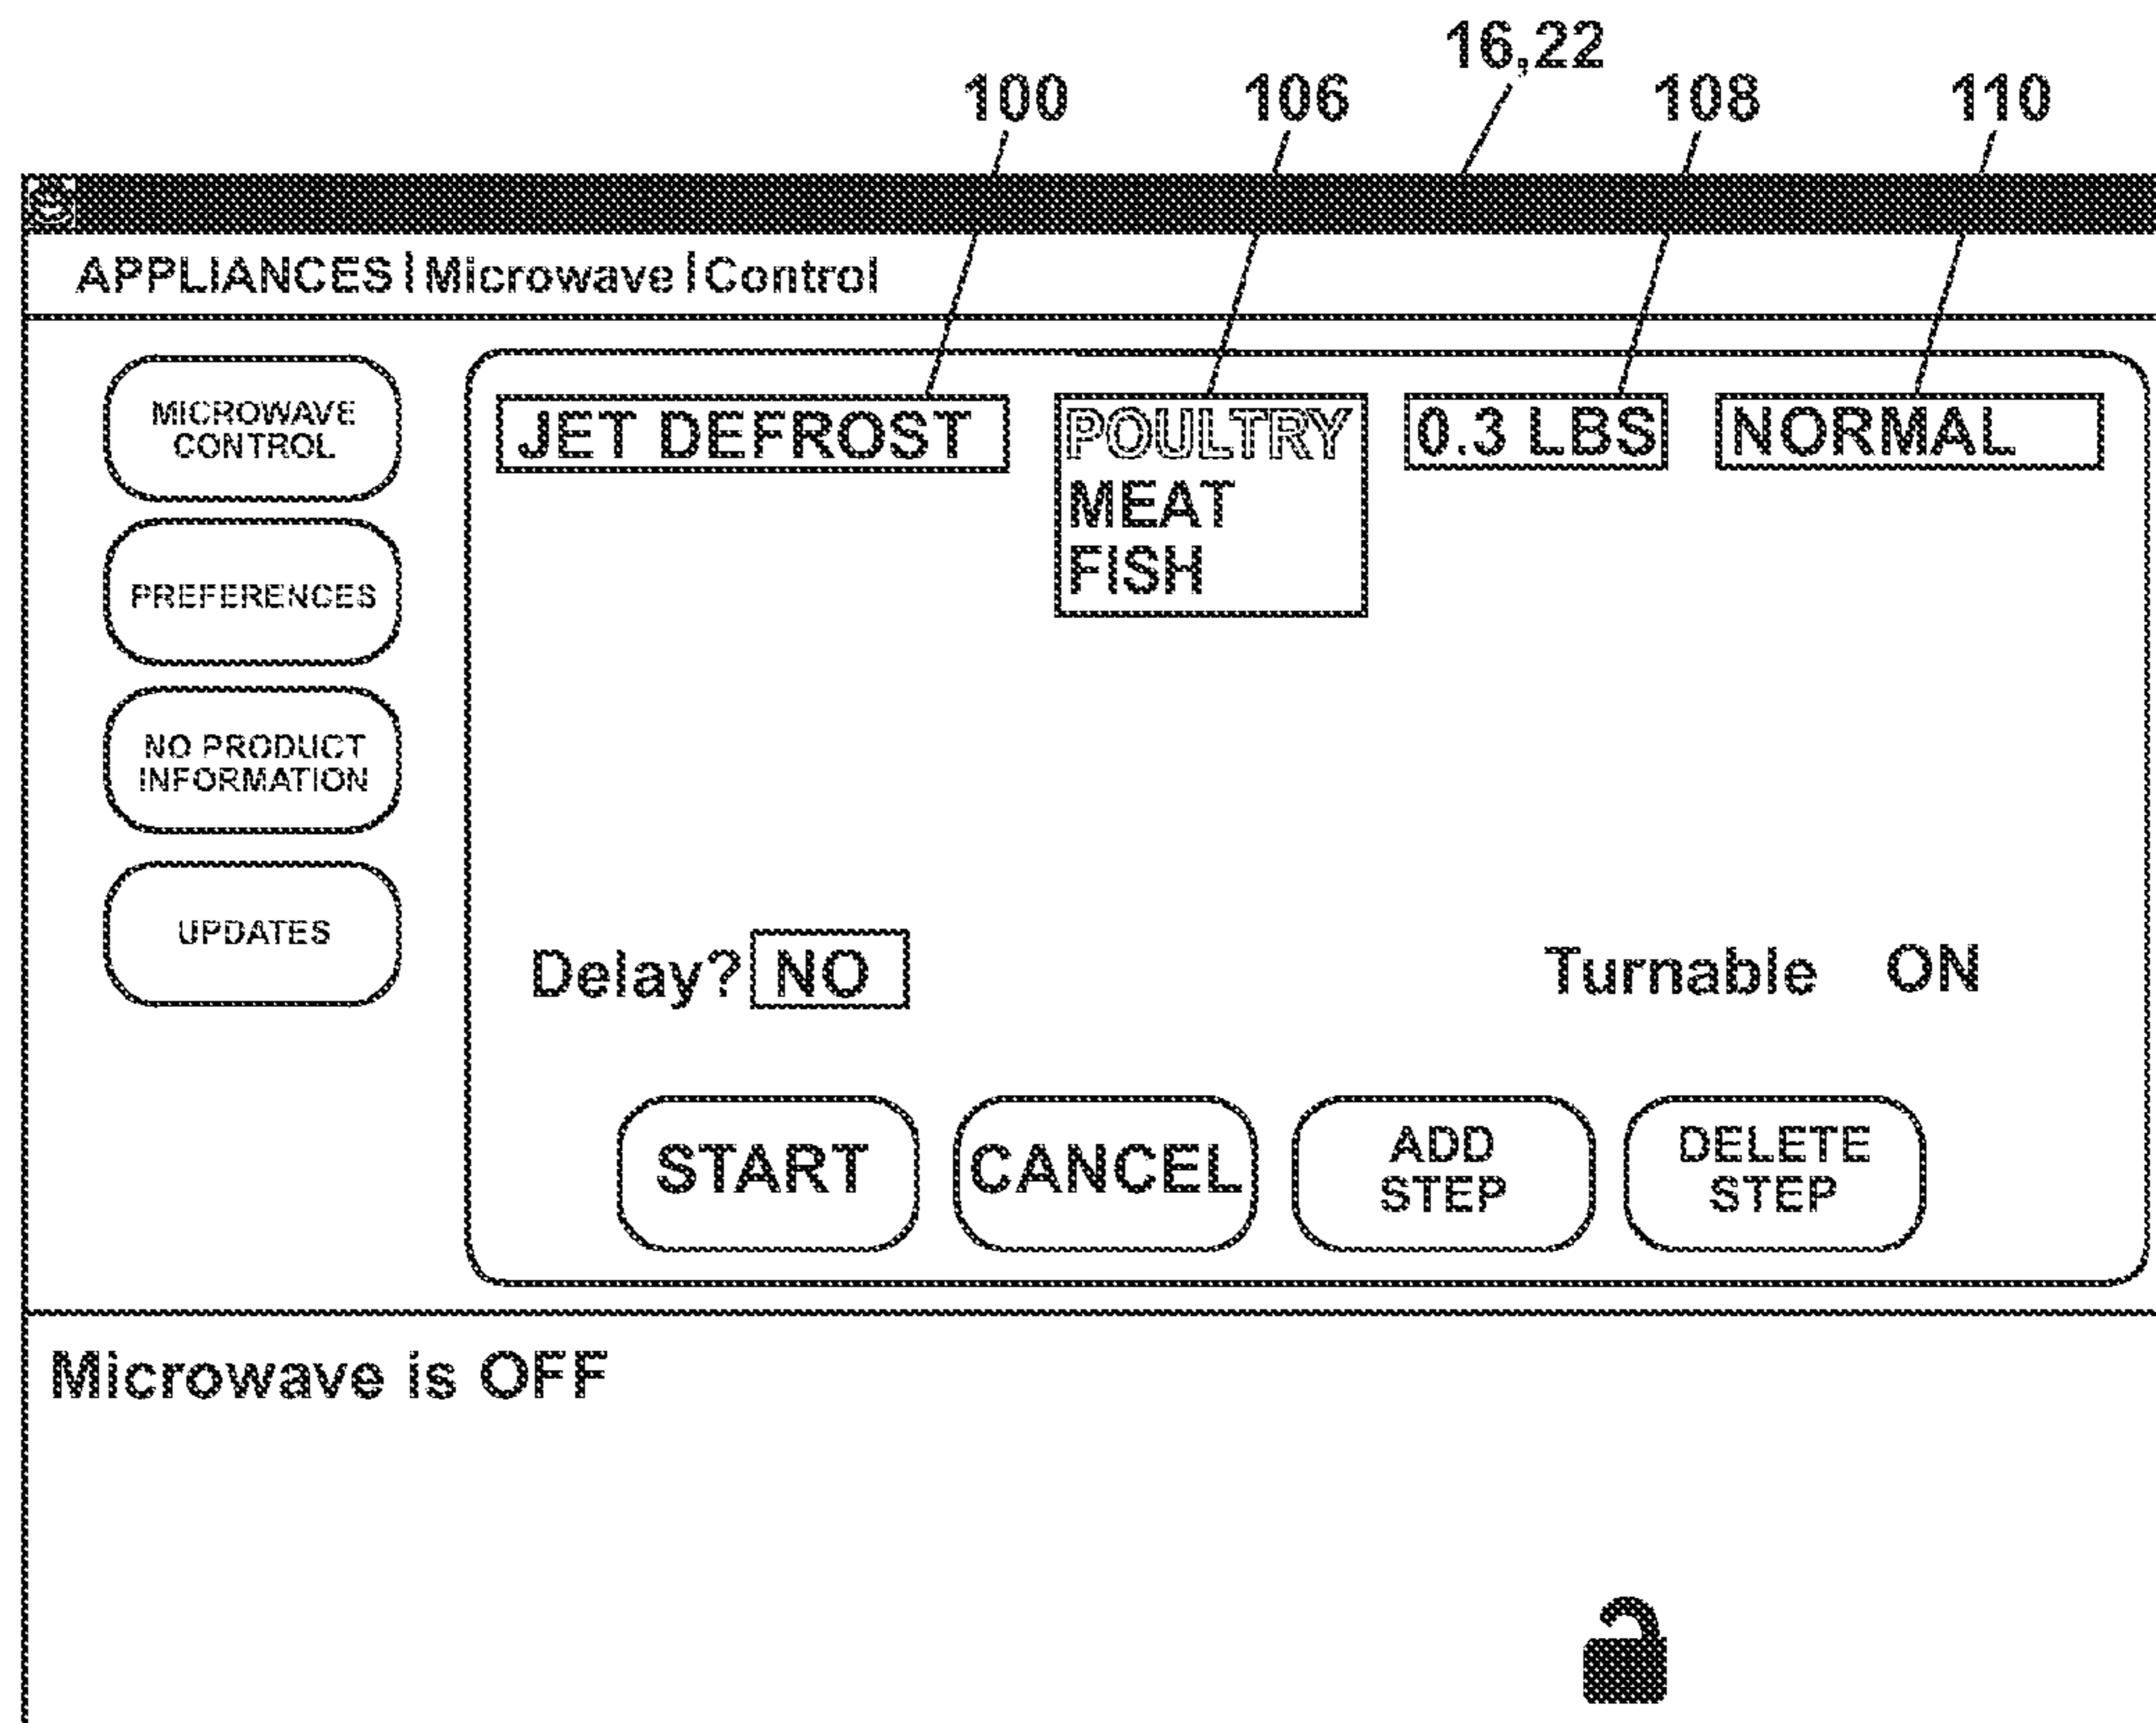 16,22
100 106 108 110
APPLIANCES | Microwave | Control
MICROWAVE
CONTROL
PREFERENCES
NO PRODUCT
INFORMATION
UPDATES
JET DEFROST
POULTRY
MEAT
FISH
0.3 LBS
NORMAL
Delay? NO
Turnable ON
START
CANCEL
ADD
STEP
DELETE
STEP
Microwave is OFF